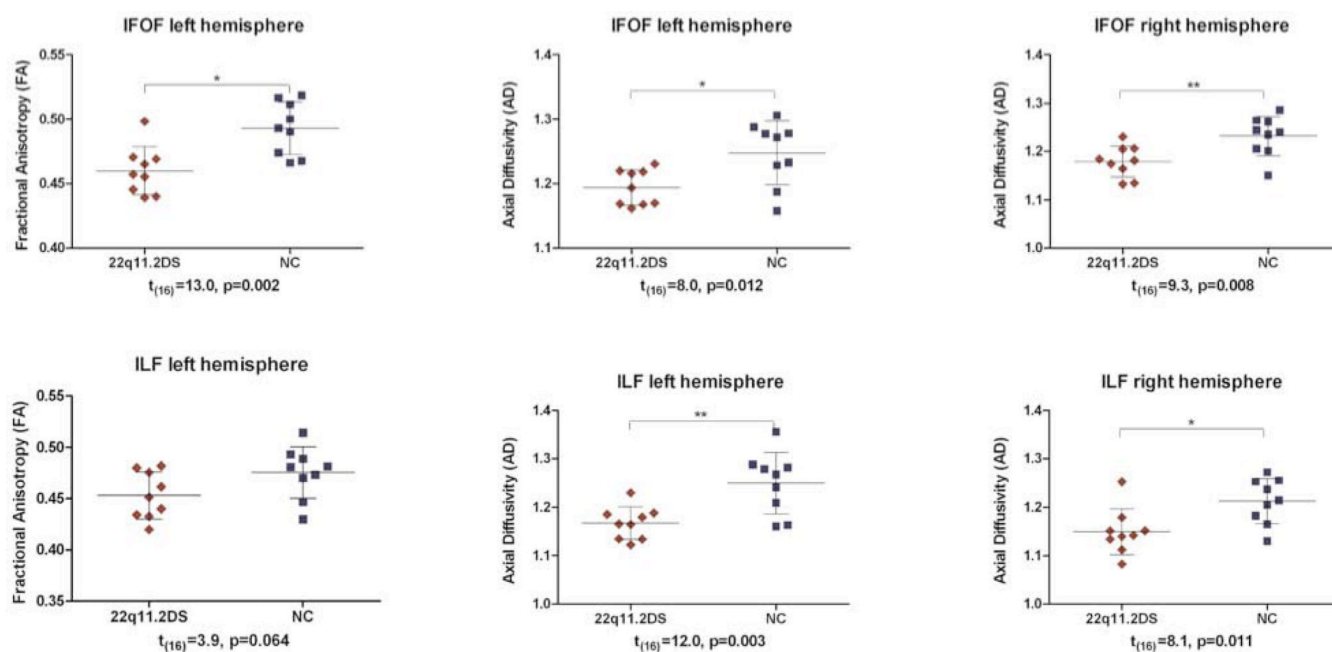 IFOF left hemisphere
Fractional Anisotropy (FA)
0.55
0.50
0.45
0.40
*
22q11.2DS NC
t(16)=13.0, p=0.002
IFOF left hemisphere
Axial Diffusivity (AD)
1.4
1.3
1.2
1.1
*
22q11.2DS NC
t(16)=8.0, p=0.012
IFOF right hemisphere
Axial Diffusivity (AD)
1.4
1.3
1.2
1.1
1.0
**
22q11.2DS NC
t(16)=9.3, p=0.008
ILF left hemisphere
Fractional Anisotropy (FA)
0.55
0.50
0.45
0.40
0.35
22q11.2DS NC
t(16)=3.9, p=0.064
ILF left hemisphere
Axial Diffusivity (AD)
1.4
1.3
1.2
1.1
1.0
**
22q11.2DS NC
t(16)=12.0, p=0.003
ILF right hemisphere
Axial Diffusivity (AD)
1.4
1.3
1.2
1.1
1.0
*
22q11.2DS NC
t(16)=8.1, p=0.011